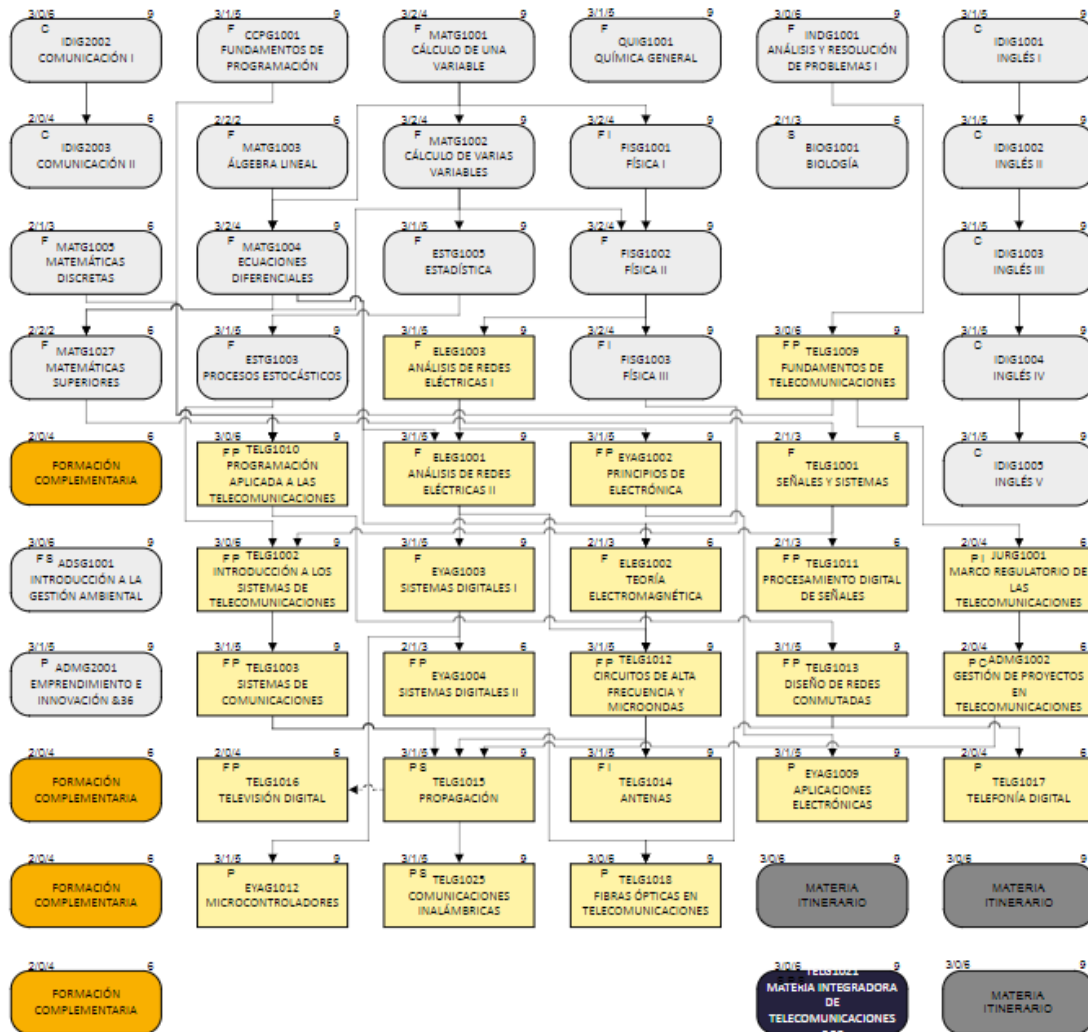 3/0/6 9 3/1/5 9 3/2/4 9 3/1/5 9 3/0/6 9 3/1/5 9
C IDIG2002
COMUNICACIÓN I
F CCPG1001
FUNDAMENTOS DE
PROGRAMACIÓN
F MATG1001
CÁLCULO DE UNA
VARIABLE
F QUIG1001
QUÍMICA GENERAL
F INDG1001
ANÁLISIS Y RESOLUCIÓN
DE PROBLEMAS I
C IDIG1001
INGLÉS I
2/0/4 6 2/2/2 6 3/2/4 9 3/2/4 9 2/1/3 6 9
C IDIG2003
COMUNICACIÓN II
F MATG1003
ÁLGEBRA LINEAL
F MATG1002
CÁLCULO DE VARIAS
VARIABLES
F I FISG1001
FÍSICA I
S BIOG1001
BIOLOGÍA
C IDIG1002
INGLÉS II
2/1/3 6 3/2/4 9 3/1/5 9 3/2/4 9 3/1/5 9
F MATG1005
MATEMÁTICAS
DISCRETAS
F MATG1004
ECUACIONES
DIFERENCIALES
F ESTG1005
ESTADÍSTICA
F FISG1002
FÍSICA II
C IDIG1003
INGLÉS III
2/2/2 6 3/1/5 9 3/1/5 9 3/2/4 9 3/0/6 9 3/1/5 9
F MATG1027
MATEMÁTICAS
SUPERIORES
F ESTG1003
PROCESOS ESTOCÁSTICOS
F ELEG1003
ANÁLISIS DE REDES
ELÉCTRICAS I
F I FISG1003
FÍSICA III
F P TELG1009
FUNDAMENTOS DE
TELECOMUNICACIONES
C IDIG1004
INGLÉS IV
2/0/4 6 3/0/6 9 3/1/5 9 3/1/5 9 2/1/3 6 3/1/5 9
FORMACIÓN
COMPLEMENTARIA
F P TELG1010
PROGRAMACIÓN
APLICADA A LAS
TELECOMUNICACIONES
F ELEG1001
ANÁLISIS DE REDES
ELÉCTRICAS II
F P EYAG1002
PRINCIPIOS DE
ELECTRÓNICA
F TELG1001
SEÑALES Y SISTEMAS
C IDIG1005
INGLÉS V
3/0/6 9 3/0/6 9 3/1/5 9 2/1/3 6 2/1/3 6 2/0/4 6
F S ADSG1001
INTRODUCCIÓN A LA
GESTIÓN AMBIENTAL
F P TELG1002
INTRODUCCIÓN A LOS
SISTEMAS DE
TELECOMUNICACIONES
F EYAG1003
SISTEMAS DIGITALES I
F ELEG1002
TEORÍA
ELECTROMAGNÉTICA
F P TELG1011
PROCESAMIENTO DIGITAL
DE SEÑALES
P I JURG1001
MARCO REGULATORIO DE
LAS
TELECOMUNICACIONES
3/1/5 9 3/1/5 9 2/1/3 6 3/1/5 9 3/1/5 9 2/0/4 6
P ADMG2001
EMPRENDIMIENTO E
INNOVACIÓN &36
F P TELG1003
SISTEMAS DE
COMUNICACIONES
F P EYAG1004
SISTEMAS DIGITALES II
F P TELG1012
CIRCUITOS DE ALTA
FRECUENCIA Y
MICROONDAS
F P TELG1013
DISEÑO DE REDES
CONMUTADAS
P C ADMG1002
GESTIÓN DE PROYECTOS
EN
TELECOMUNICACIONES
2/0/4 6 2/0/4 6 3/1/5 9 3/1/5 9 3/1/5 9 2/0/4 6
FORMACIÓN
COMPLEMENTARIA
F P TELG1016
TELEVISIÓN DIGITAL
P S TELG1015
PROPAGACIÓN
F I TELG1014
ANTENAS
P EYAG1009
APLICACIONES
ELECTRÓNICAS
P TELG1017
TELEFONÍA DIGITAL
2/0/4 6 3/1/5 9 3/1/5 9 3/0/6 9 3/0/6 9 3/0/6 9
FORMACIÓN
COMPLEMENTARIA
P EYAG1012
MICROCONTROLADORES
P S TELG1025
COMUNICACIONES
INALÁMBRICAS
P TELG1018
FIBRAS ÓPTICAS EN
TELECOMUNICACIONES
MATERIA
ITINERARIO
MATERIA
ITINERARIO
2/0/4 6 3/0/6 9 3/0/6 9
FORMACIÓN
COMPLEMENTARIA
TELG1021
MATERIA INTEGRADORA
DE
TELECOMUNICACIONES
MATERIA
ITINERARIO